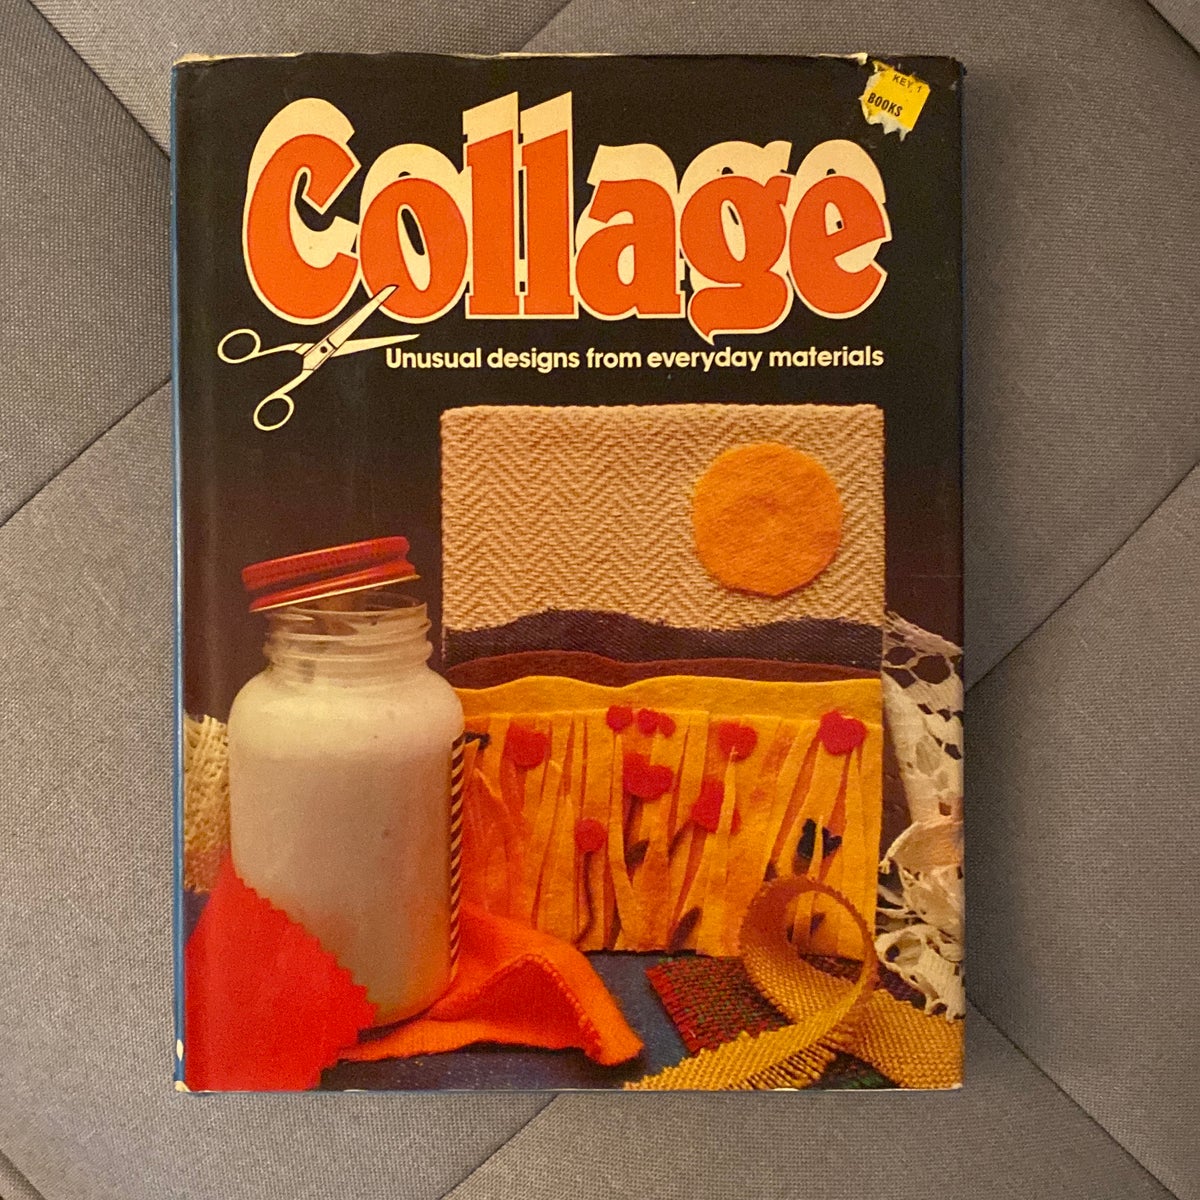 KEY, 1
BOOKS
Collage
Unusual designs from everyday materials